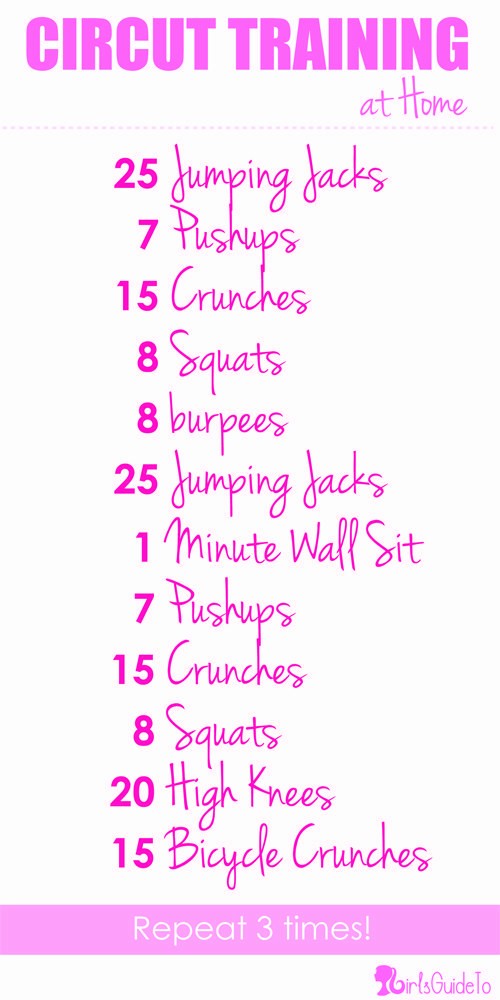 CIRCUT TRAINING
at Home
25 Jumping Jacks
7 Pushups
15 Crunches
8 Squats
8 burpees
25 Jumping Jacks
1 Minute Wall Sit
7 Pushups
15 Crunches
8 Squats
20 High Knees
15 Bicycle Crunches
Repeat 3 times!
GirlsGuideTo